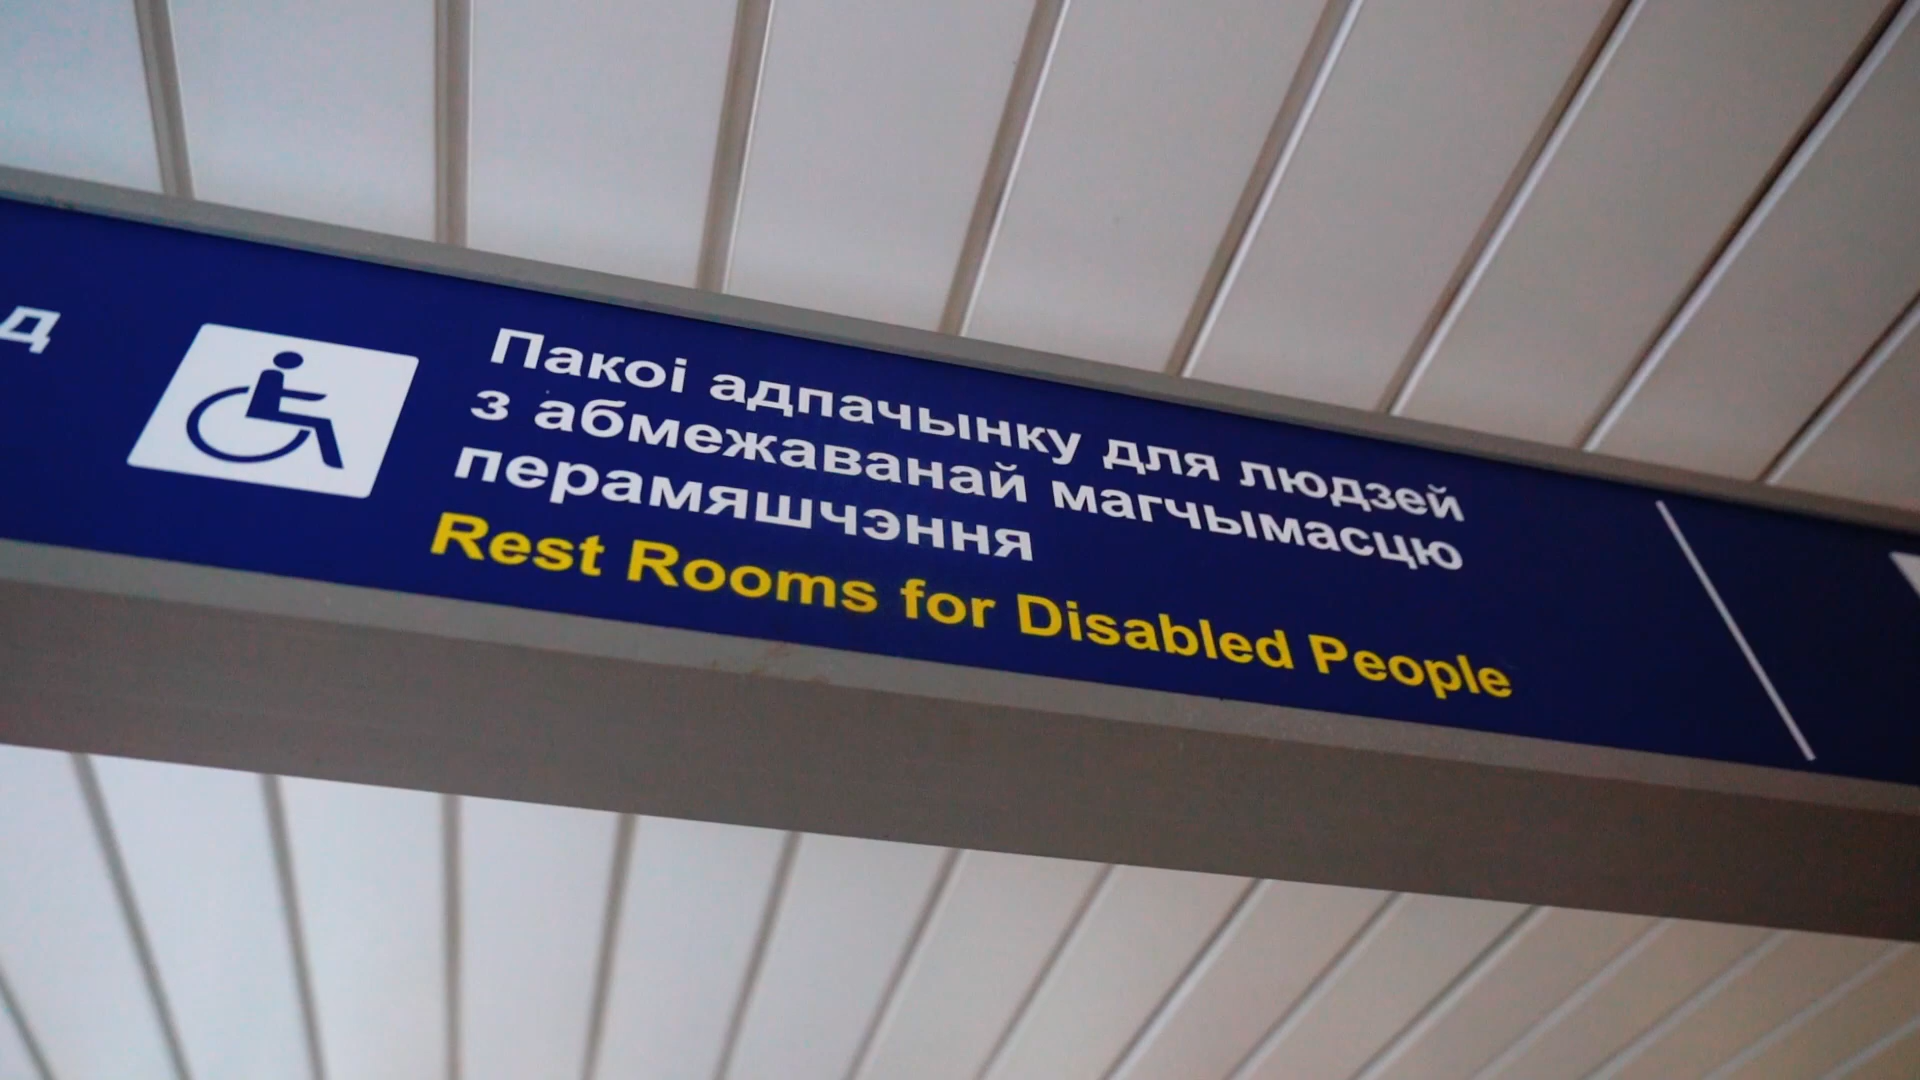 д
Пакоі адпачынку для людзей
з абмежаванай магчымасцю
перамяшчэння
Rest Rooms for Disabled People